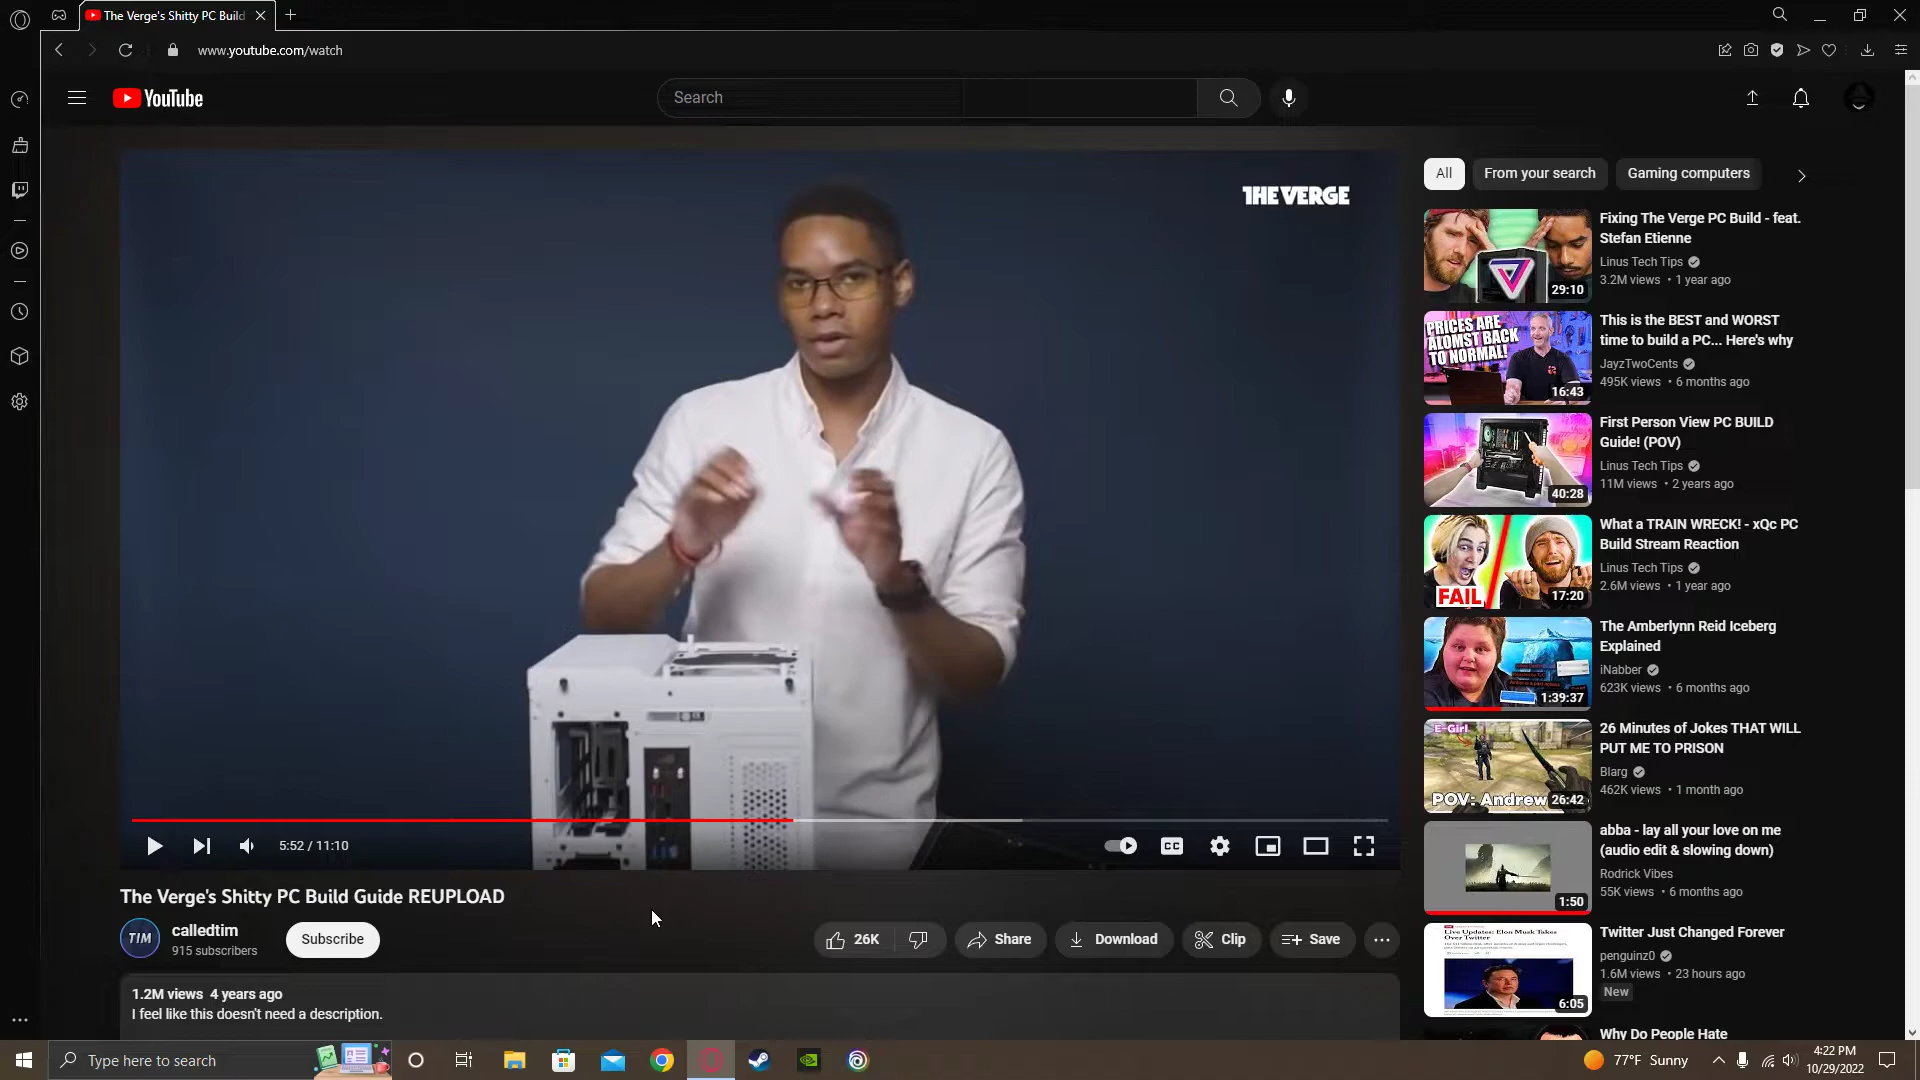 The Verge's Shitty PC Build
www.youtube.com/watch
YouTube
Search
THE VERGE
5:52 / 11:10
CC
The Verge's Shitty PC Build Guide REUPLOAD
TIM
calledtim
915 subscribers
Subscribe
26K
Share
Download
Clip
Save
1.2M views 4 years ago
I feel like this doesn't need a description.
All
From your search
Gaming computers
29:10
Fixing The Verge PC Build - feat.
Stefan Etienne
Linus Tech Tips
3.2M views • 1 year ago
PRICES ARE
ALOMST BACK
TO NORMAL!
16:43
This is the BEST and WORST
time to build a PC... Here's why
JayzTwoCents
495K views • 6 months ago
40:28
First Person View PC BUILD
Guide! (POV)
Linus Tech Tips
11M views • 2 years ago
FAIL
17:20
What a TRAIN WRECK! - xQc PC
Build Stream Reaction
Linus Tech Tips
2.6M views • 1 year ago
1:39:37
The Amberlynn Reid Iceberg
Explained
iNabber
623K views • 6 months ago
E-Girl
POV: Andrew
26:42
26 Minutes of Jokes THAT WILL
PUT ME TO PRISON
Blarg
462K views • 1 month ago
1:50
abba - lay all your love on me
(audio edit & slowing down)
Rodrick Vibes
55K views • 6 months ago
Live Updates: Elon Musk Takes
Over Twitter
6:05
Twitter Just Changed Forever
penguinz0
1.6M views • 23 hours ago
New
Why Do People Hate
Type here to search
77°F Sunny
4:22 PM
10/29/2022